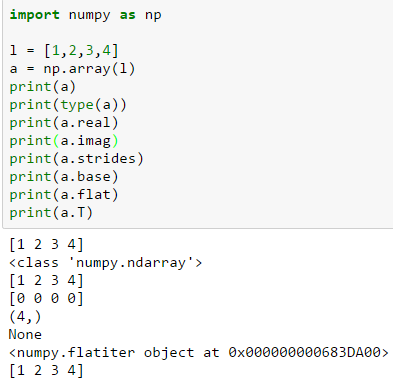 import numpy as np
l = [1,2,3,4]
a = np.array(l)
print(a)
print(type(a))
print(a.real)
print(a.imag)
print(a.strides)
print(a.base)
print(a.flat)
print(a.T)
[1 2 3 4]
<class 'numpy.ndarray'>
[1 2 3 4]
[0 0 0 0]
(4,)
None
<numpy.flatiter object at 0x000000000683DA00>
[1 2 3 4]